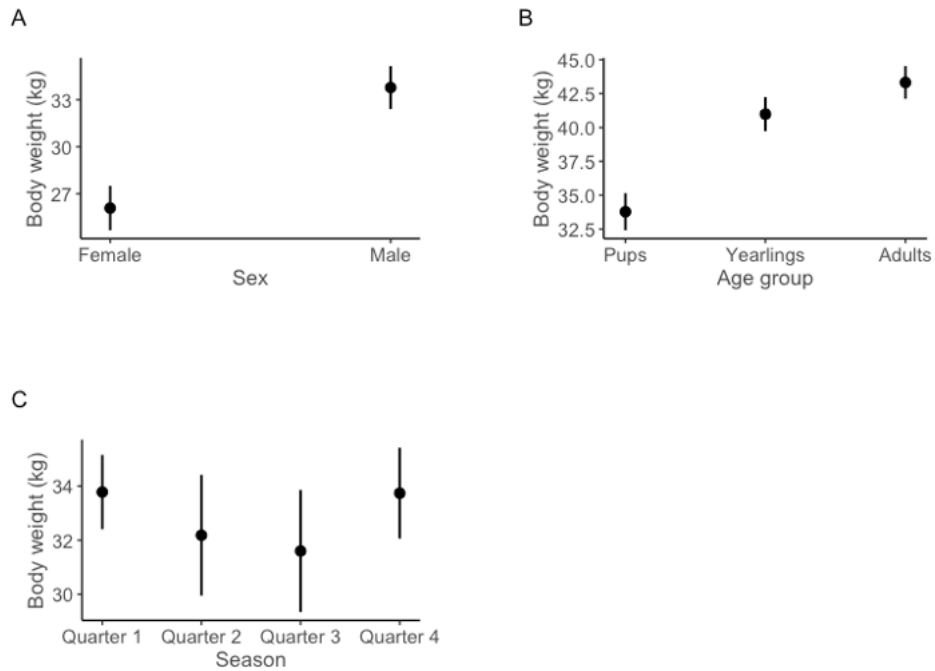 A
Body weight (kg)
33
30
27
Female Male
Sex
B
Body weight (kg)
45.0
42.5
40.0
37.5
35.0
32.5
Pups Yearlings Adults
Age group
C
Body weight (kg)
34
32
30
Quarter 1 Quarter 2 Quarter 3 Quarter 4
Season